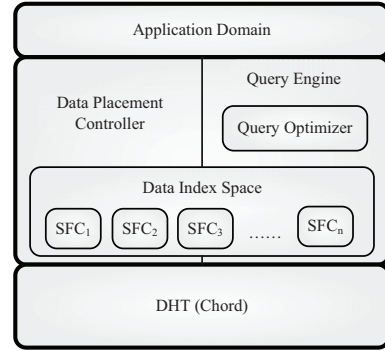 Application Domain
Data Placement
Controller
Query Engine
Query Optimizer
Data Index Space
SFC1 SFC2 SFC3 ...... SFCn
DHT (Chord)